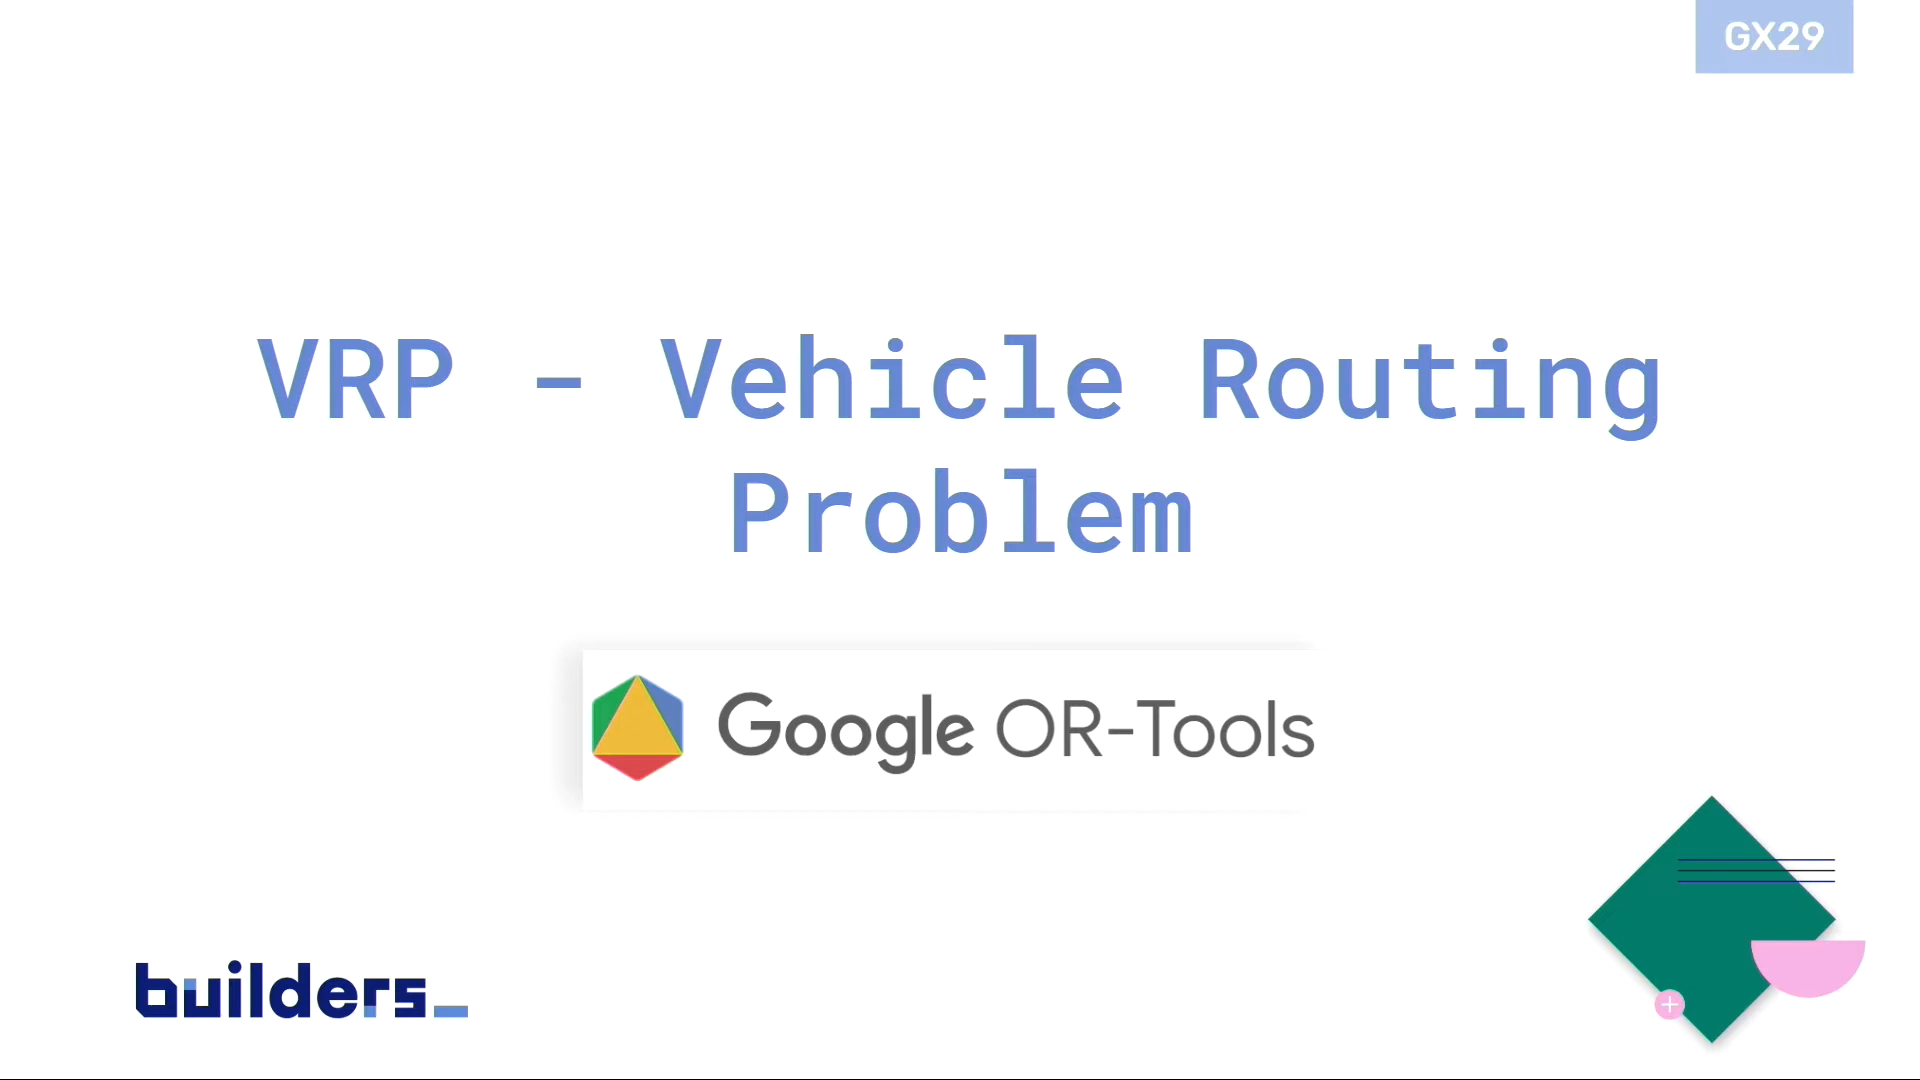 GX29
VRP - Vehicle Routing
Problem
Google OR-Tools
builders_